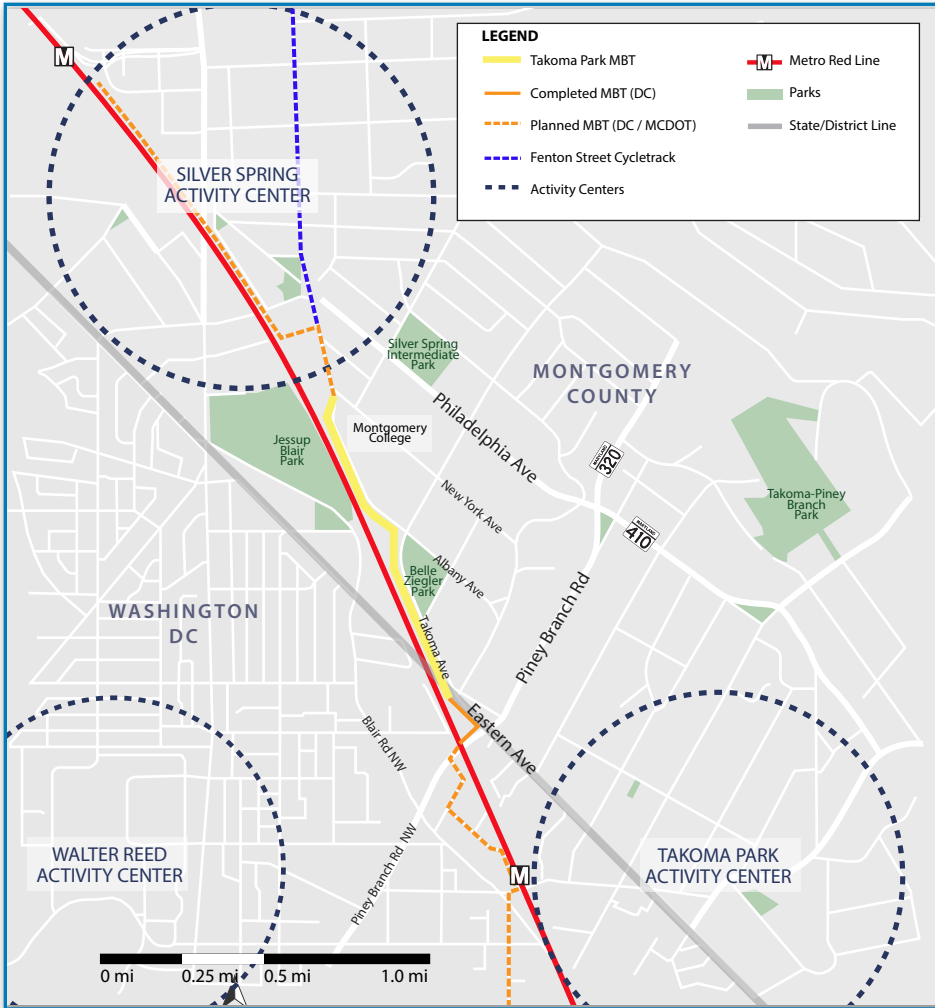 LEGEND
Takoma Park MBT
Completed MBT (DC)
Planned MBT (DC / MCDOT)
Fenton Street Cycletrack
Activity Centers
M
Metro Red Line
Parks
State/District Line
M
SILVER SPRING
ACTIVITY CENTER
Silver Spring
Intermediate
Park
MONTGOMERY
COUNTY
Philadelphia Ave
Montgomery
College
Jessup
Blair
Park
MARYLAND
320
New York Ave
Takoma-Piney
Branch
Park
MARYLAND
410
Albany Ave
Belle
Ziegler
Park
WASHINGTON
DC
Takoma Ave
Piney Branch Rd
Eastern Ave
Blair Rd NW
WALTER REED
ACTIVITY CENTER
TAKOMA PARK
ACTIVITY CENTER
M
Piney Branch Rd NW
0 mi
0.25 mi
0.5 mi
1.0 mi